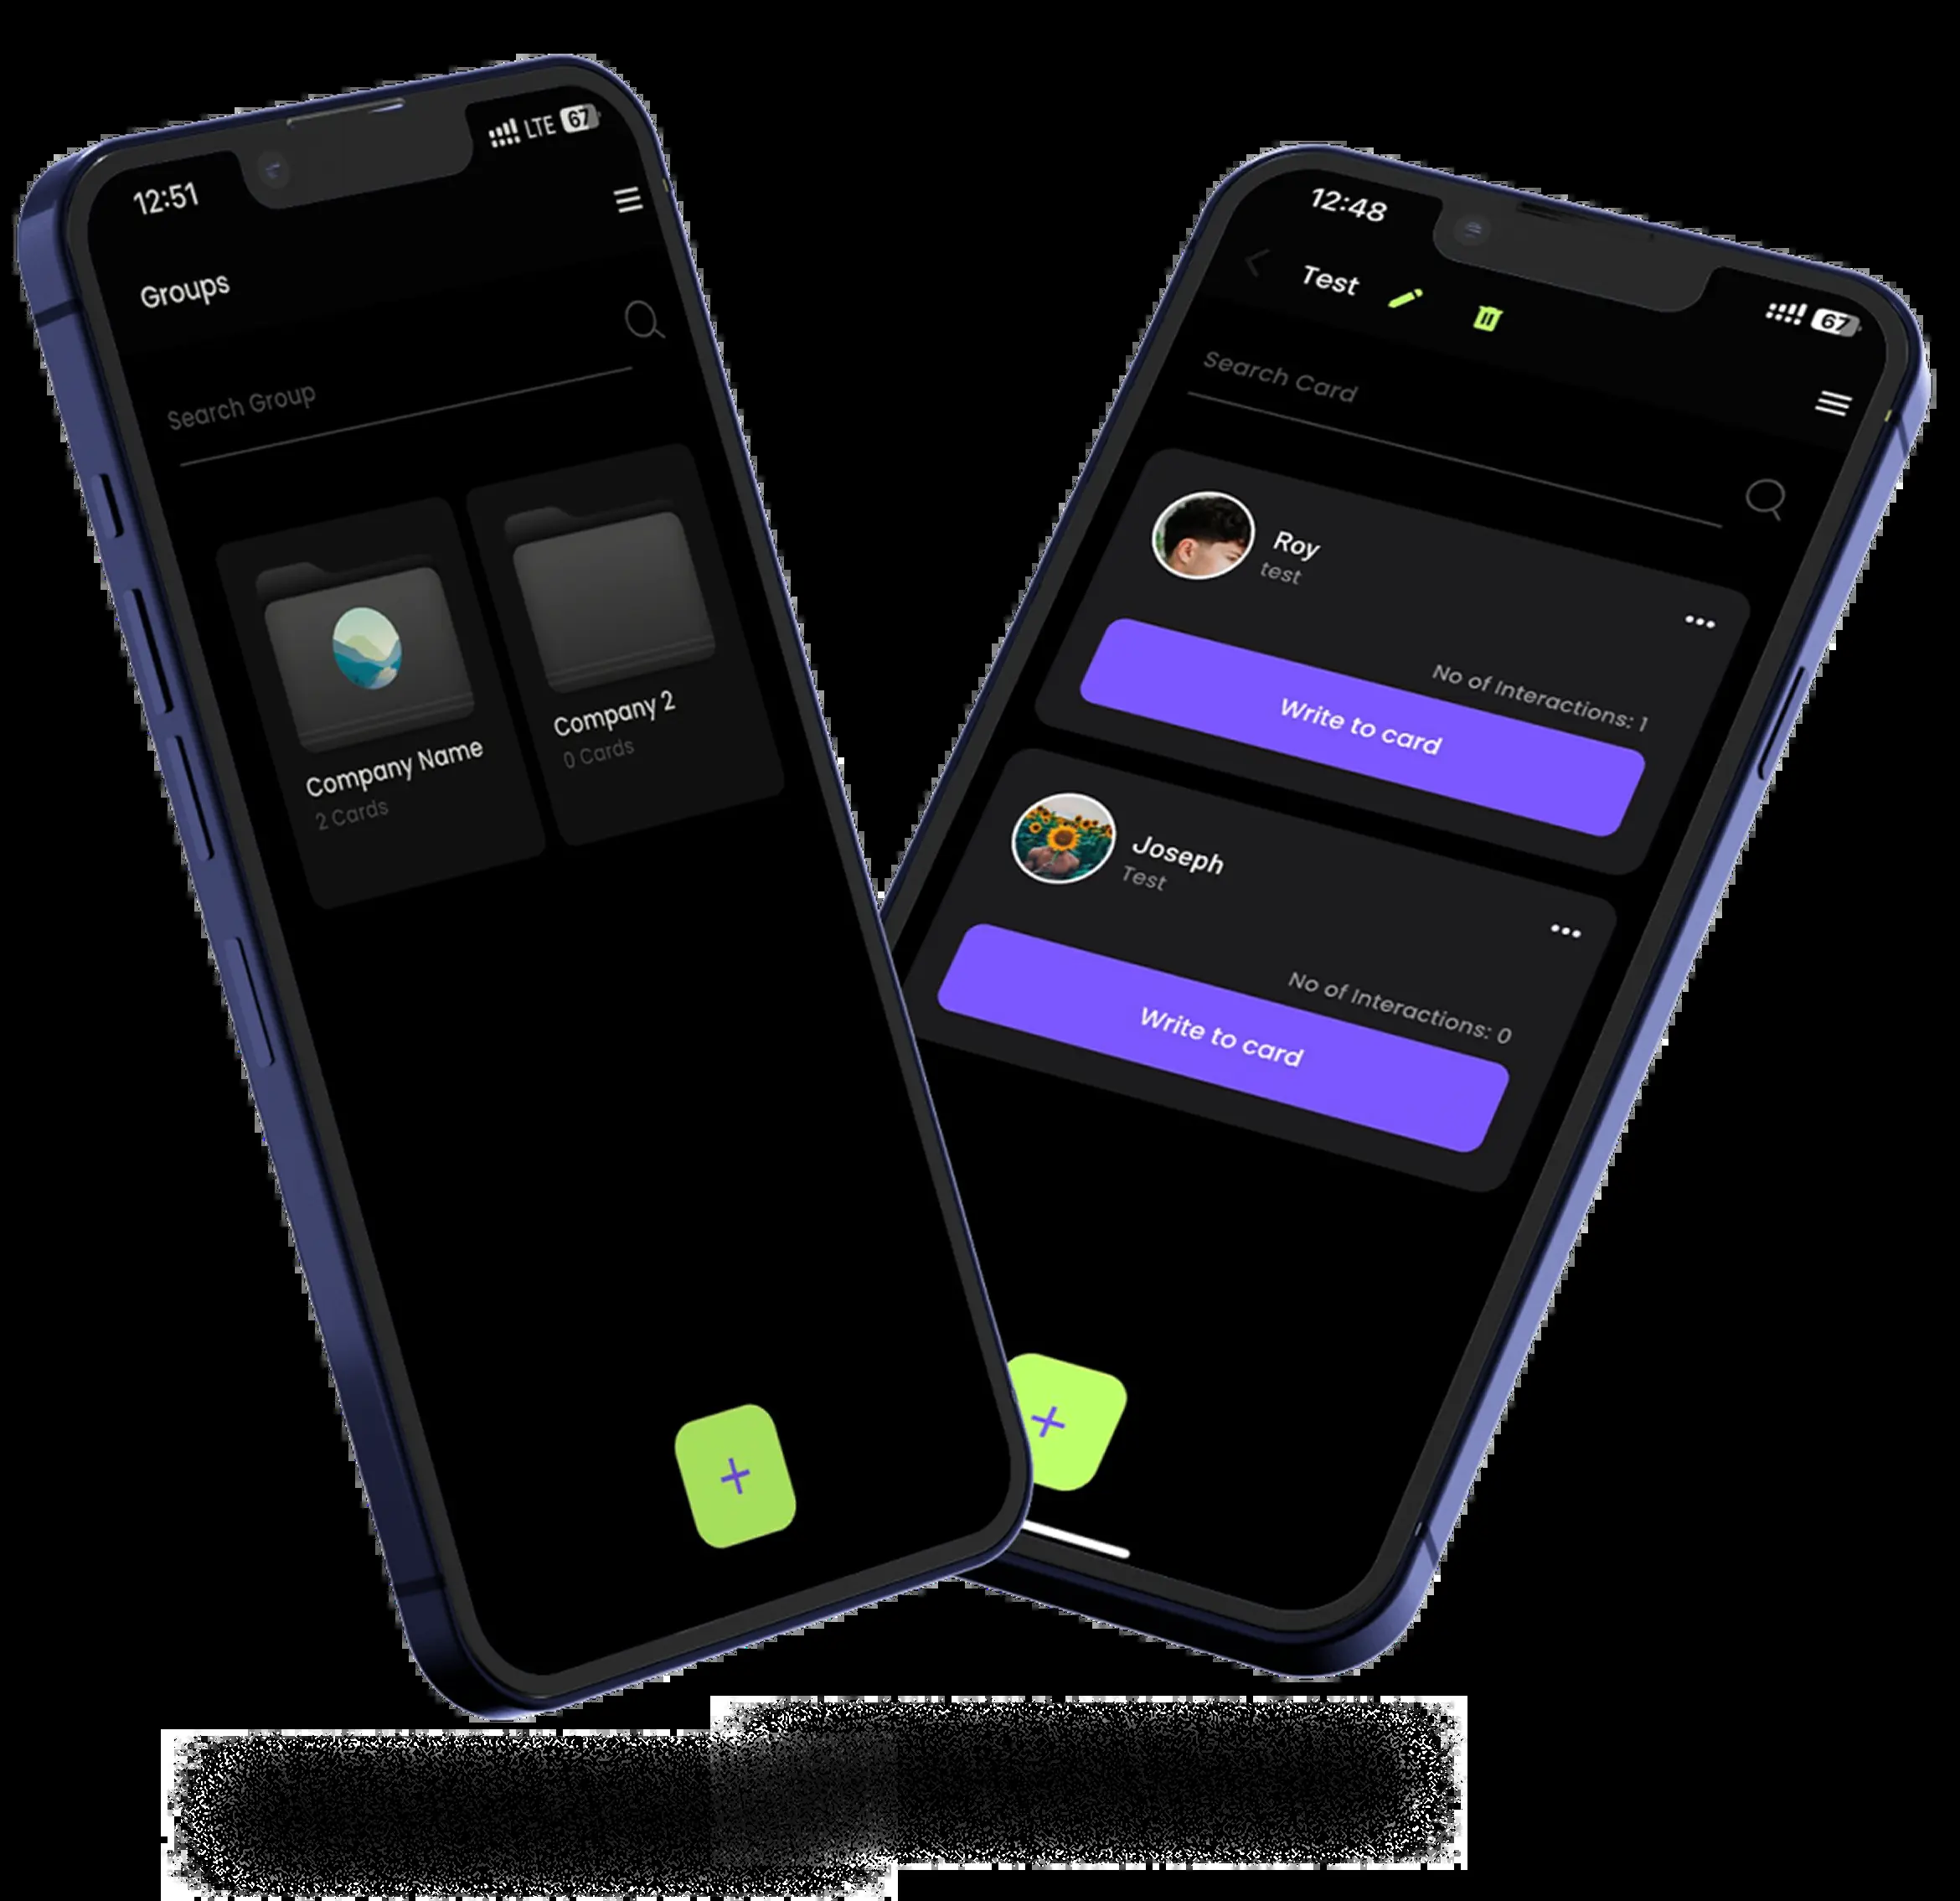 12:51
LTE 67
Groups
Search Group
Company Name
2 Cards
Company 2
0 Cards
12:48
67
Test
Search Card
Roy
test
No of Interactions: 1
Write to card
Joseph
Test
No of Interactions: 0
Write to card